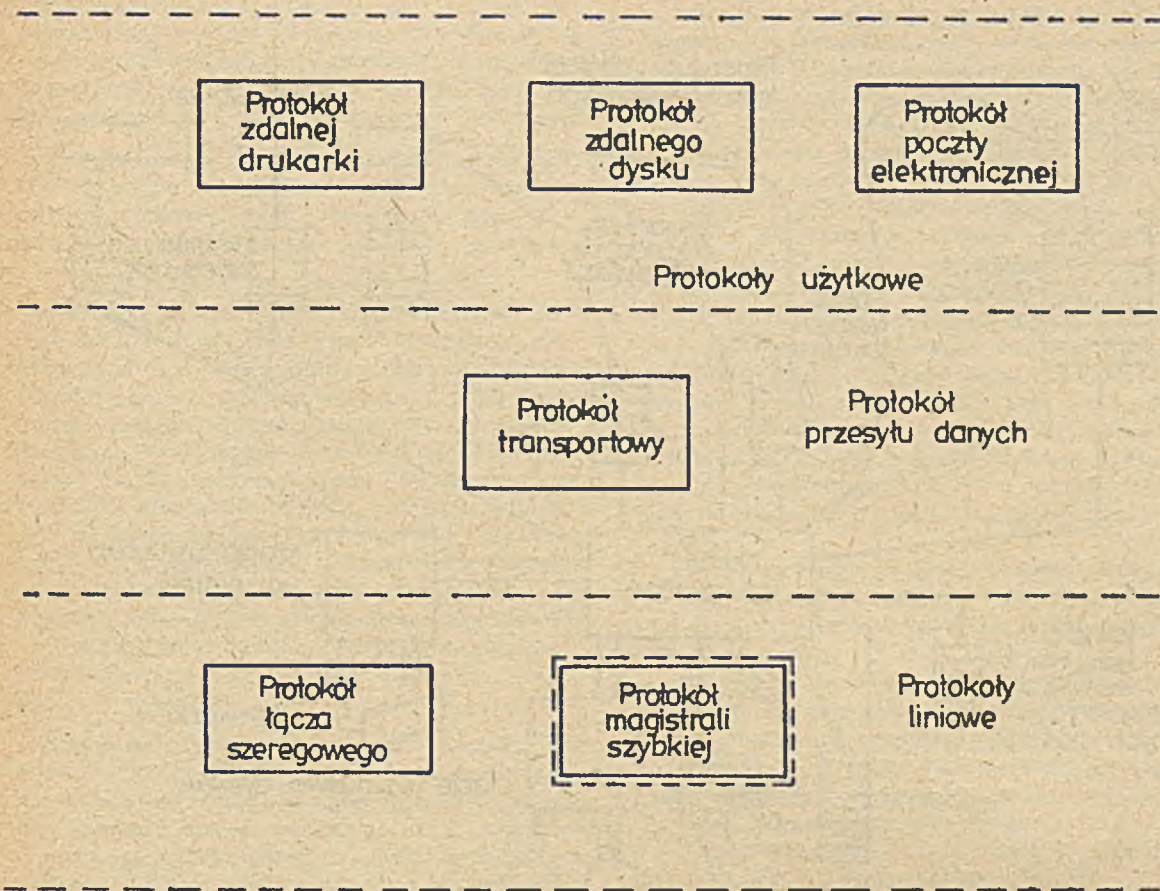 Protokół
zdalnej
drukarki
Protokół
zdalnego
dysku
Protokół
poczty
elektronicznej
Protokoły użytkowe
Protokół
transportowy
Protokół
przesyłu danych
Protokół
łącza
szeregowego
Protokół
magistrali
szybkiej
Protokoły
liniowe